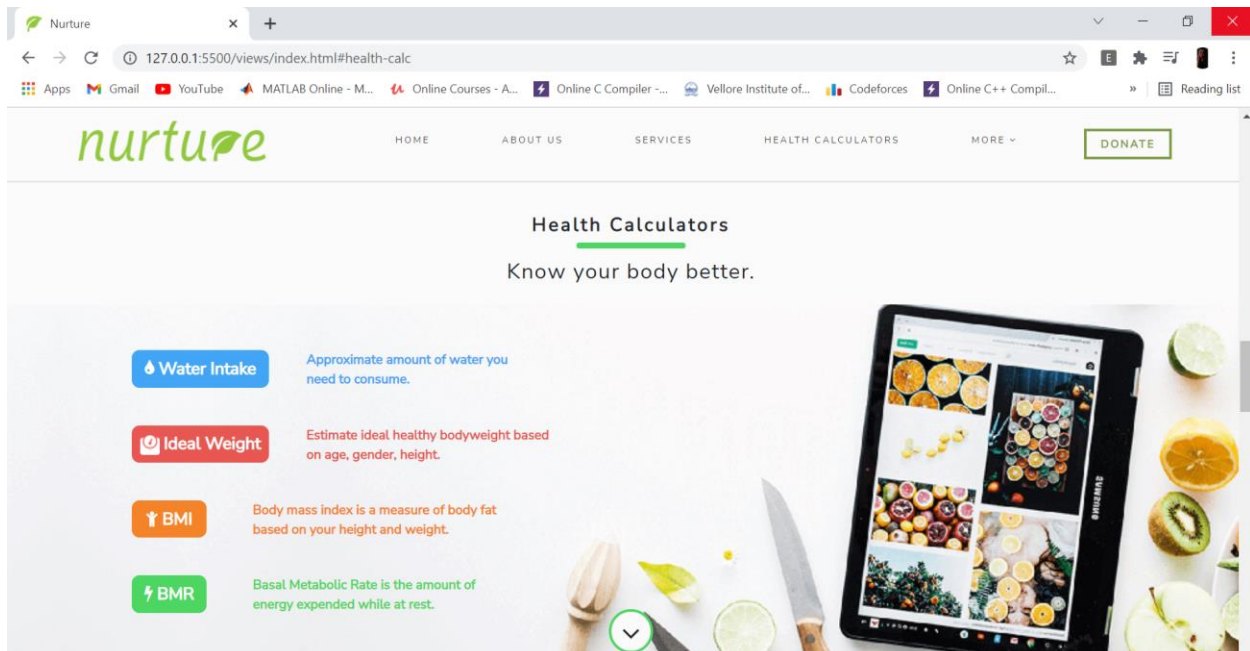 Nurture
127.0.0.1:5500/views/index.html#health-calc
E
Apps Gmail YouTube MATLAB Online - M... Online Courses - A... Online C Compiler -... Vellore Institute of... Codeforces Online C++ Compil... » Reading list
nurture
HOME ABOUT US SERVICES HEALTH CALCULATORS MORE DONATE
Health Calculators
Know your body better.
Water Intake
Approximate amount of water you
need to consume.
Ideal Weight
Estimate ideal healthy bodyweight based
on age, gender, height.
BMI
Body mass index is a measure of body fat
based on your height and weight.
BMR
Basal Metabolic Rate is the amount of
energy expended while at rest.
SAMSUNG